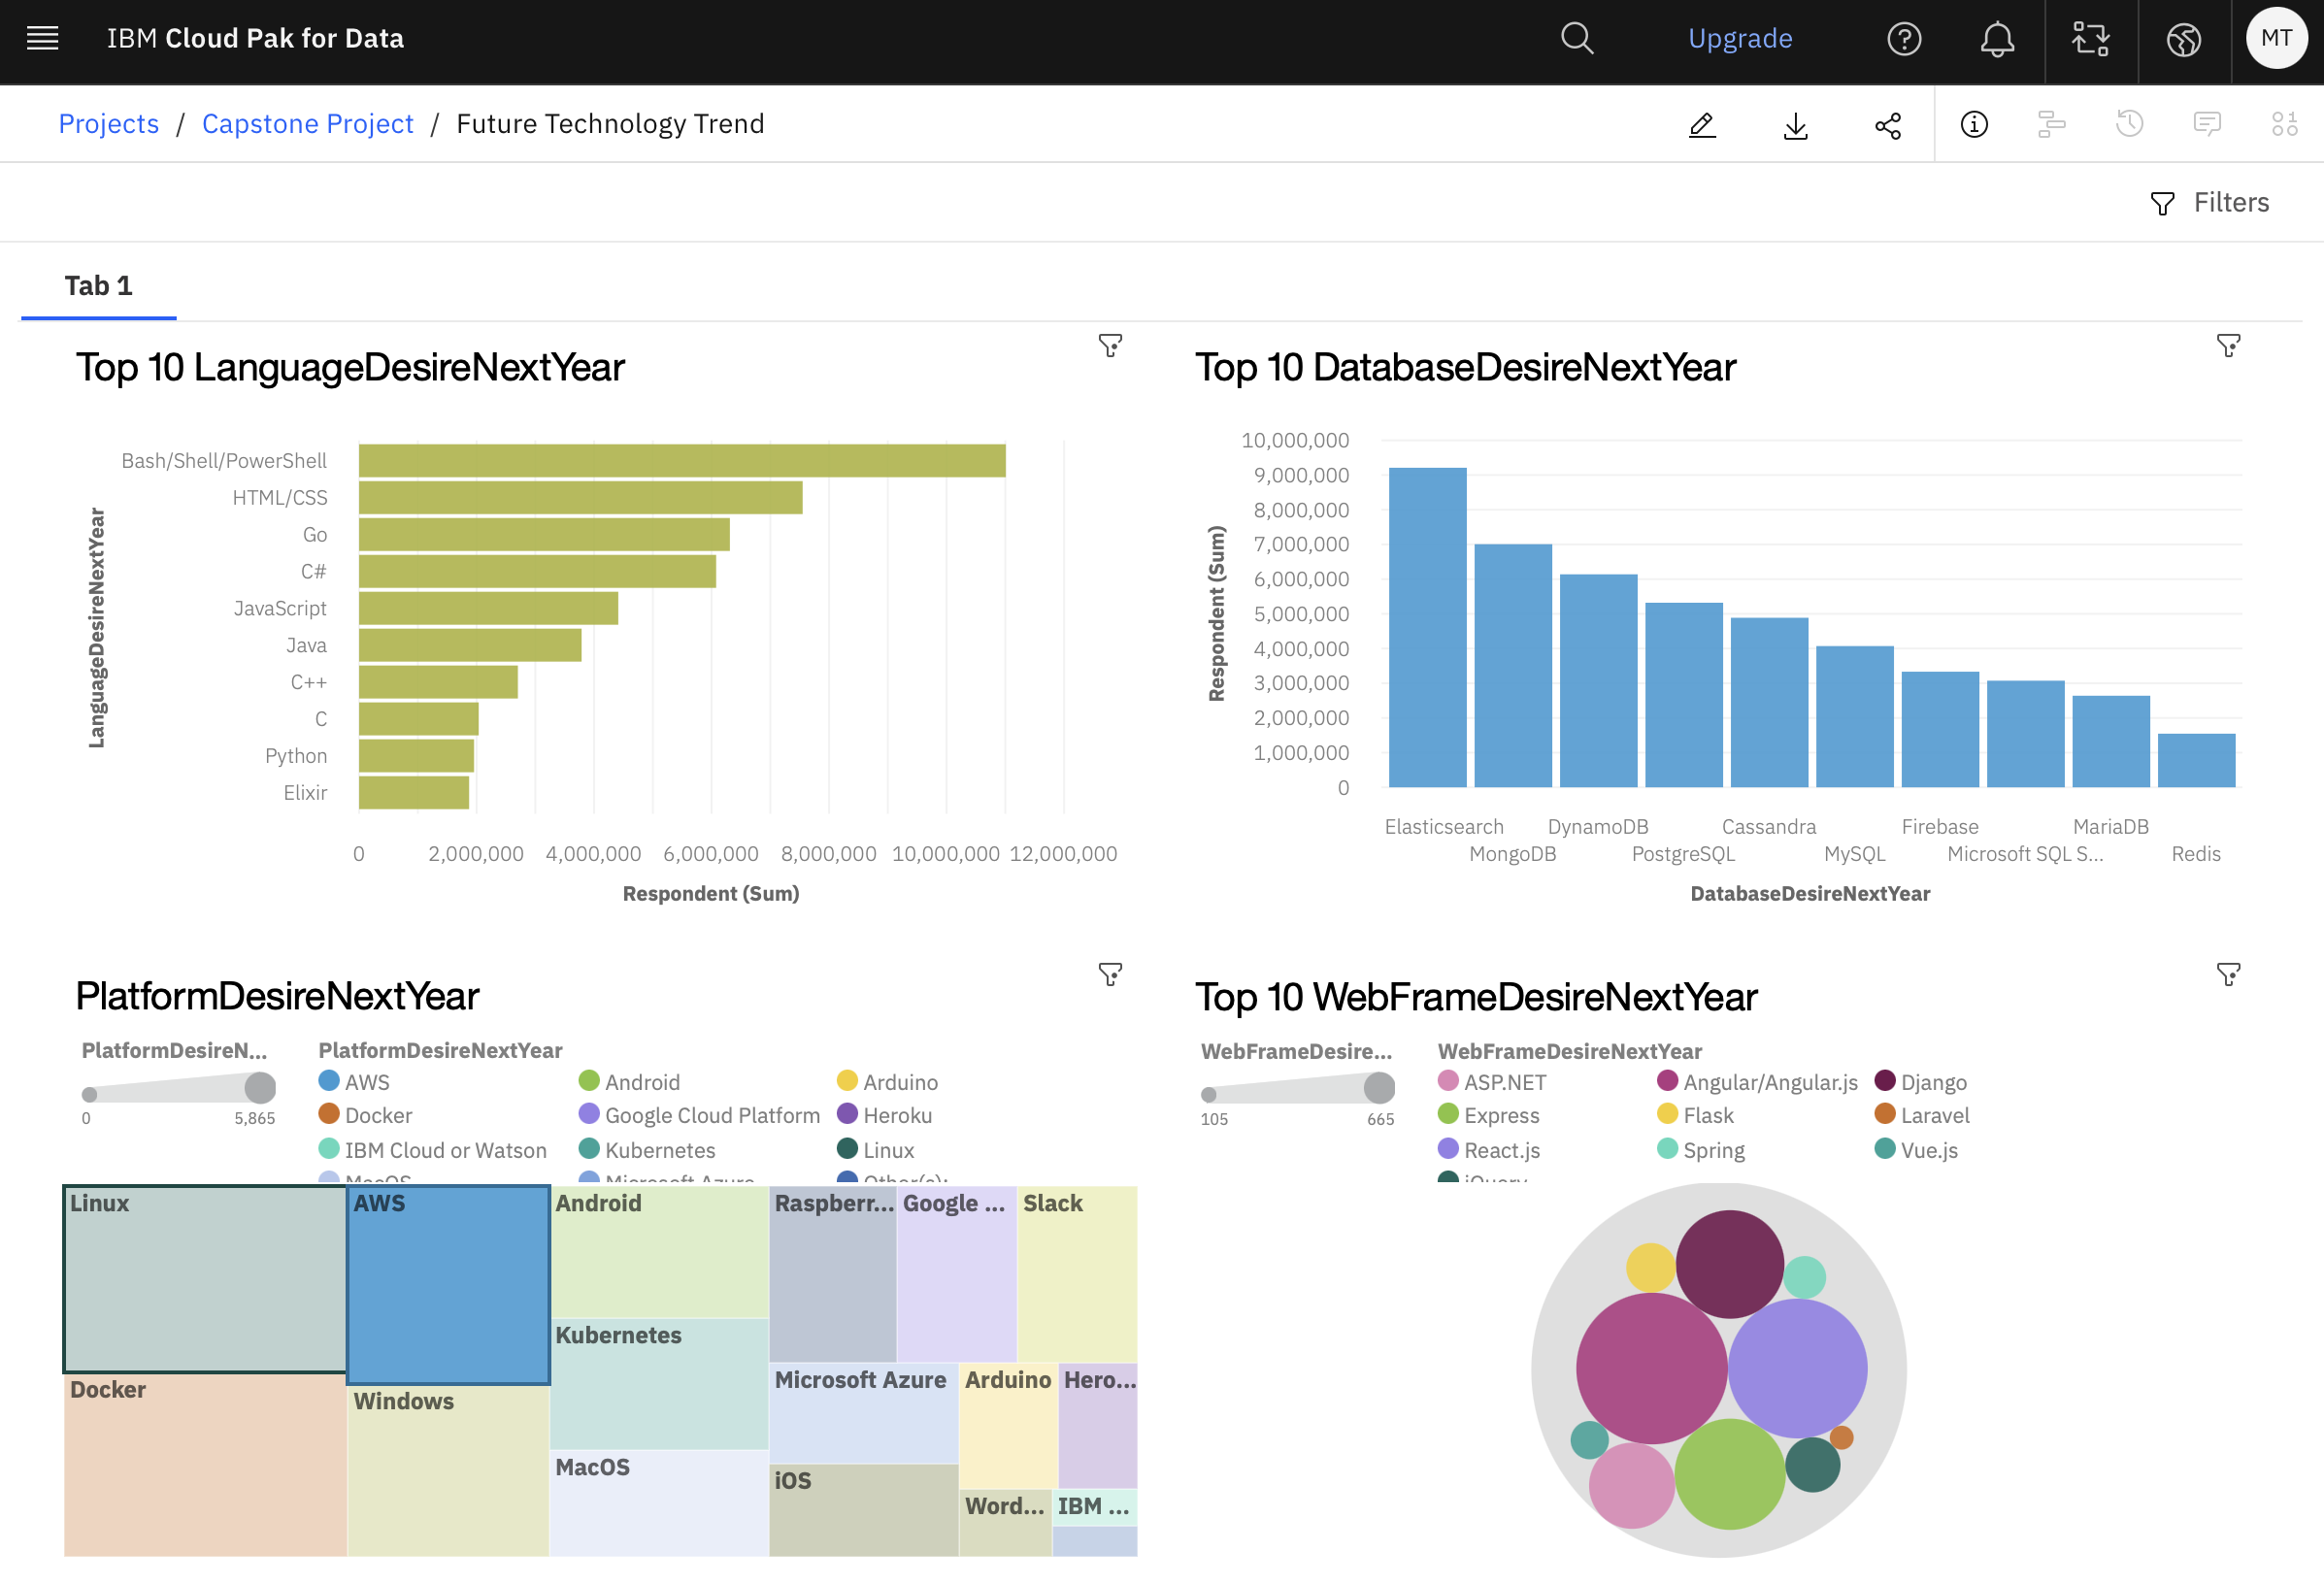 IBM Cloud Pak for Data
Upgrade
MT
Projects / Capstone Project / Future Technology Trend
Filters
Tab 1
Top 10 LanguageDesireNextYear
LanguageDesireNextYear
Bash/Shell/PowerShell
HTML/CSS
Go
C#
JavaScript
Java
C++
C
Python
Elixir
0 2,000,000 4,000,000 6,000,000 8,000,000 10,000,000 12,000,000
Respondent (Sum)
Top 10 DatabaseDesireNextYear
Respondent (Sum)
10,000,000
9,000,000
8,000,000
7,000,000
6,000,000
5,000,000
4,000,000
3,000,000
2,000,000
1,000,000
0
Elasticsearch DynamoDB Cassandra Firebase MariaDB
MongoDB PostgreSQL MySQL Microsoft SQL S... Redis
DatabaseDesireNextYear
PlatformDesireNextYear
PlatformDesireN...
0 5,865
PlatformDesireNextYear
AWS Android Arduino
Docker Google Cloud Platform Heroku
IBM Cloud or Watson Kubernetes Linux
MacOS Microsoft Azure Other(s):
Linux
AWS
Android
Raspberr...
Google ...
Slack
Kubernetes
Docker
Windows
Microsoft Azure
Arduino
Hero...
MacOS
iOS
Word...
IBM ...
Top 10 WebFrameDesireNextYear
WebFrameDesire...
105 665
WebFrameDesireNextYear
ASP.NET Angular/Angular.js Django
Express Flask Laravel
React.js Spring Vue.js
jQuery